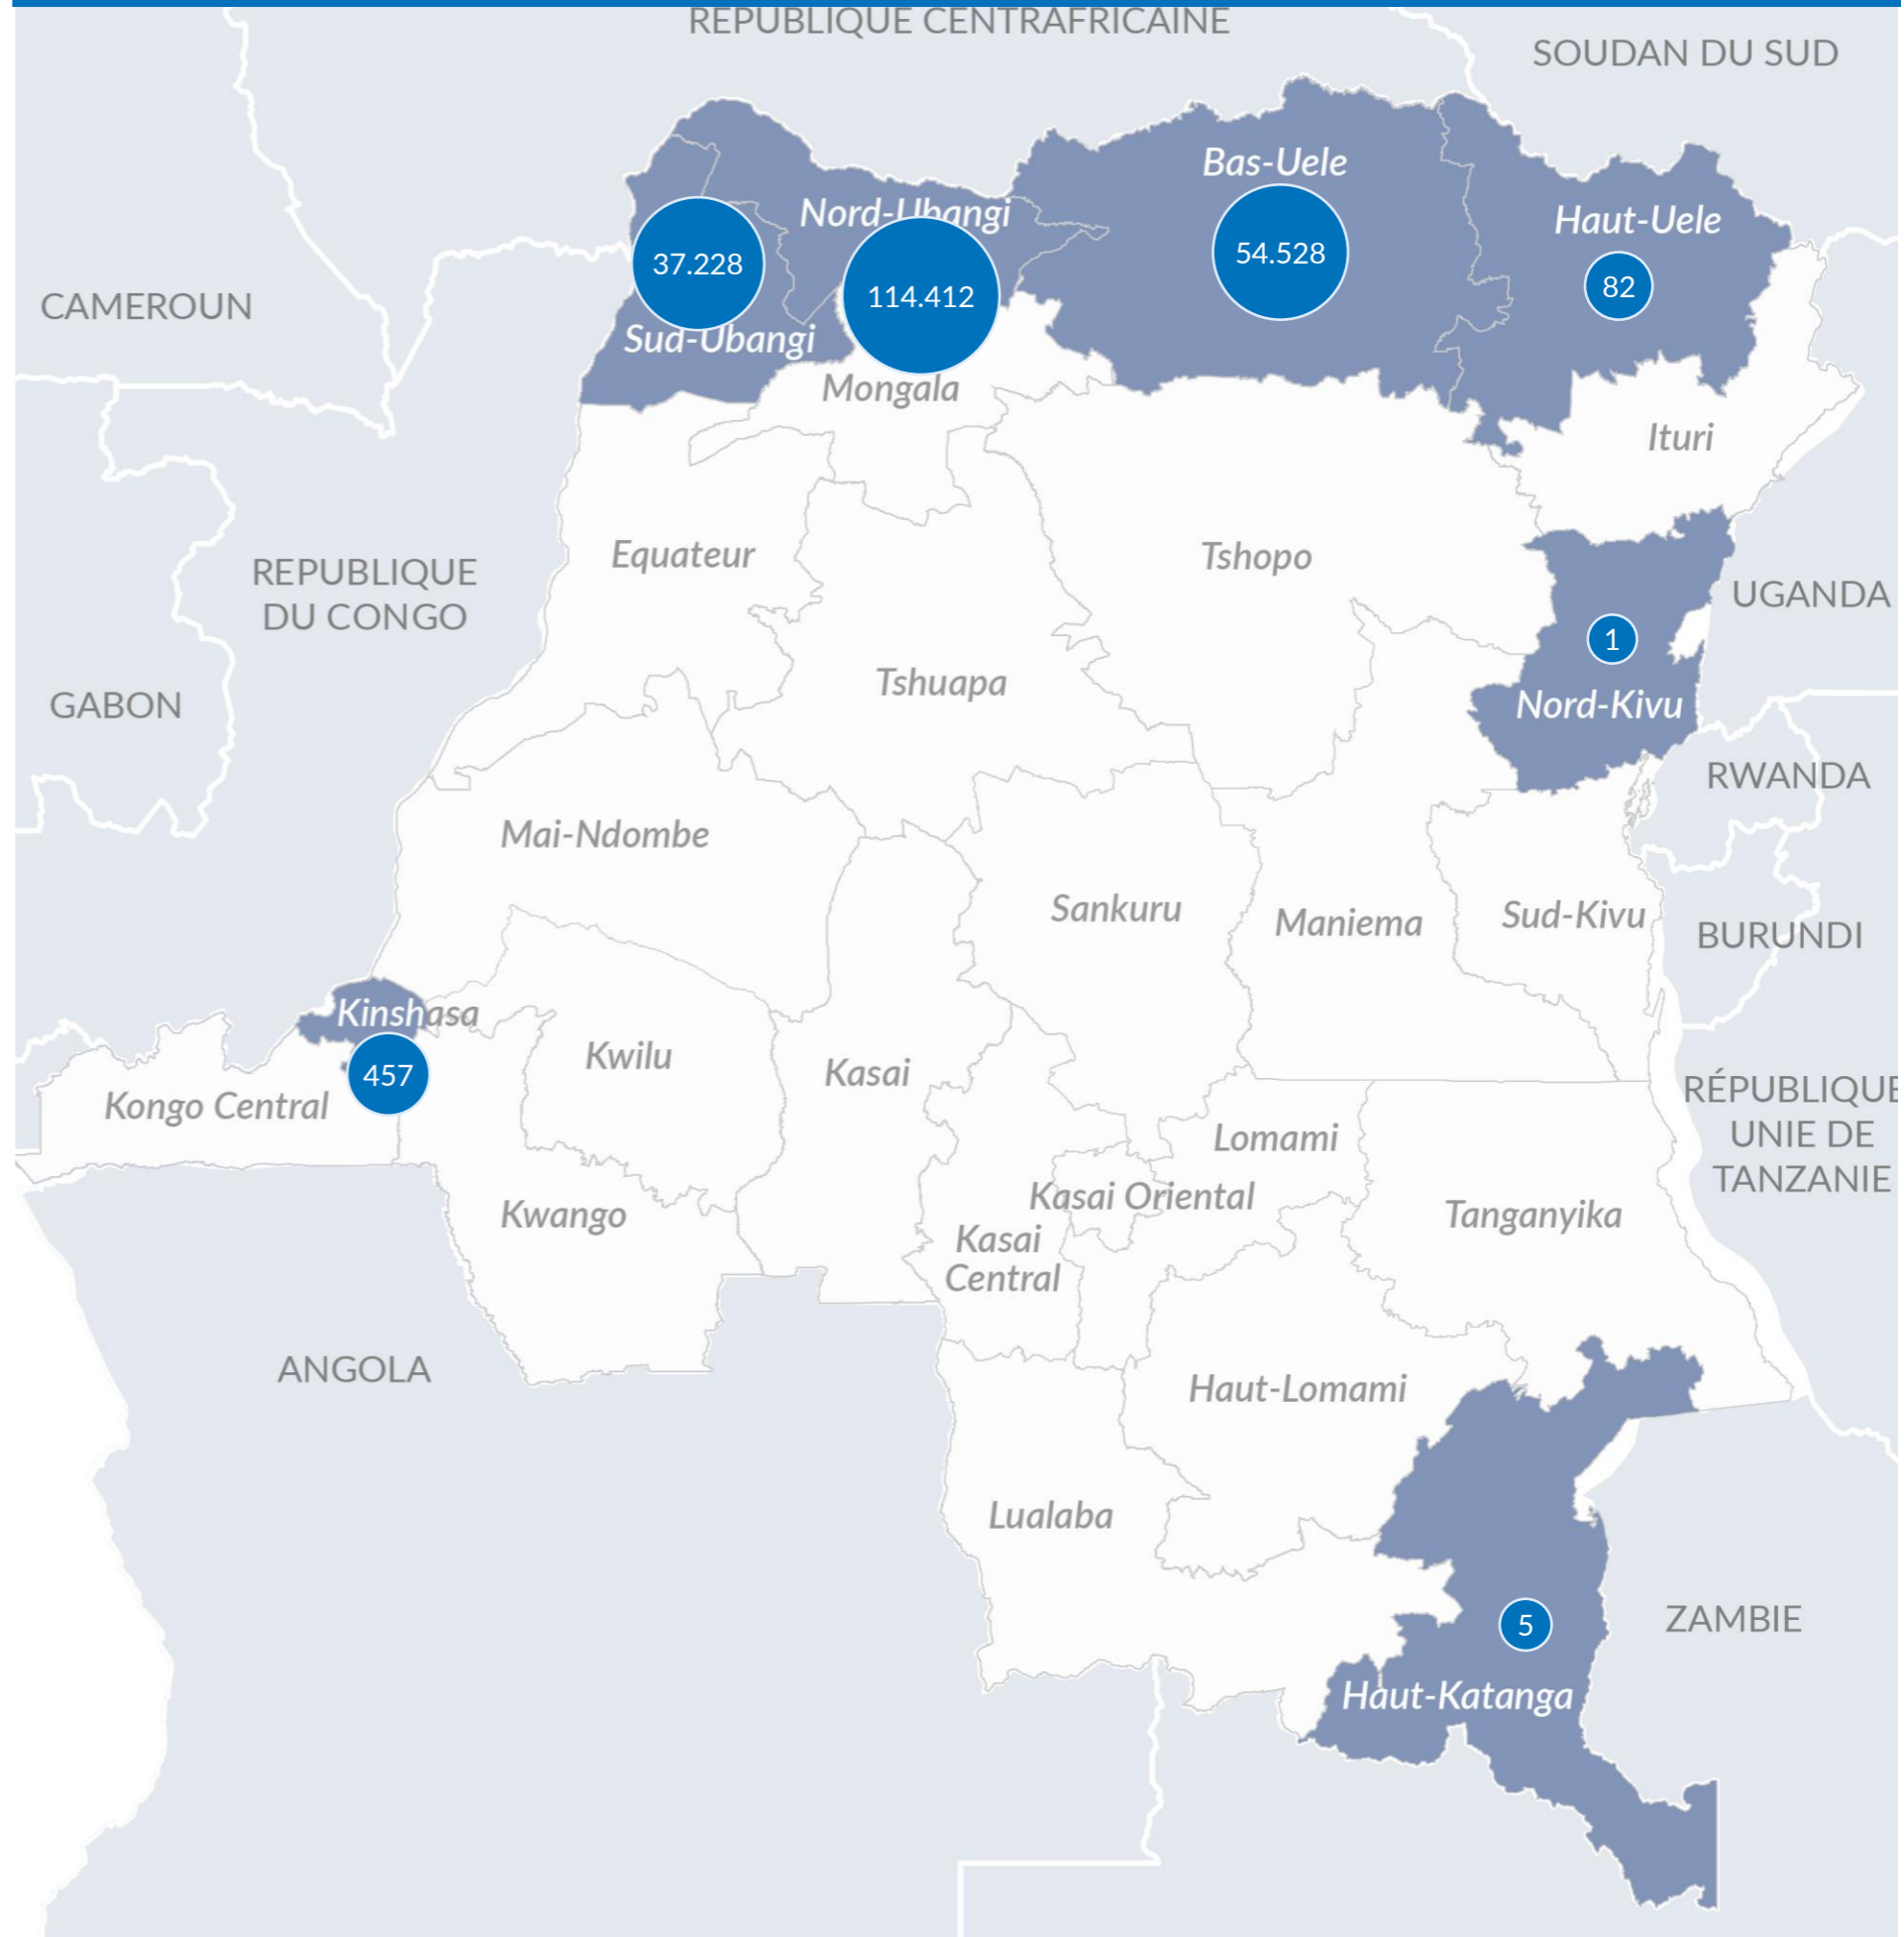 REPUBLIQUE CENTRAFRICAINE
SOUDAN DU SUD
Bas-Uele
Nord-Ubangi
Haut-Uele
37.228
54.528
82
114.412
CAMEROUN
Sud-Ubangi
Mongala
Ituri
Equateur
Tshopo
REPUBLIQUE
DU CONGO
UGANDA
1
Tshuapa
GABON
Nord-Kivu
RWANDA
Mai-Ndombe
Sankuru
Maniema
Sud-Kivu
BURUNDI
Kinshasa
Kwilu
Kasai
457
Kongo Central
RÉPUBLIQUE
UNIE DE
TANZANIE
Lomami
Kasai Oriental
Kwango
Tanganyika
Kasai
Central
ANGOLA
Haut-Lomami
Lualaba
5
ZAMBIE
Haut-Katanga